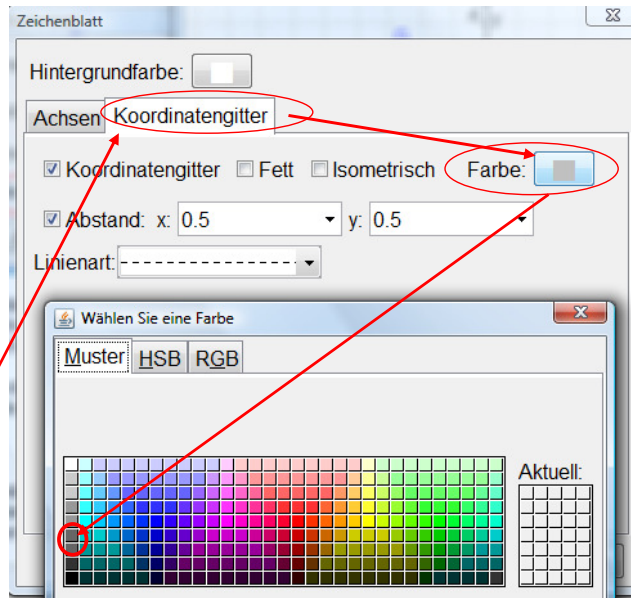 Zeichenblatt
Hintergrundfarbe:
Achsen Koordinatengitter
Koordinatengitter Fett Isometrisch Farbe:
Abstand: x: 0.5 y: 0.5
Linienart:
Wählen Sie eine Farbe
Muster HSB RGB
Aktuell: